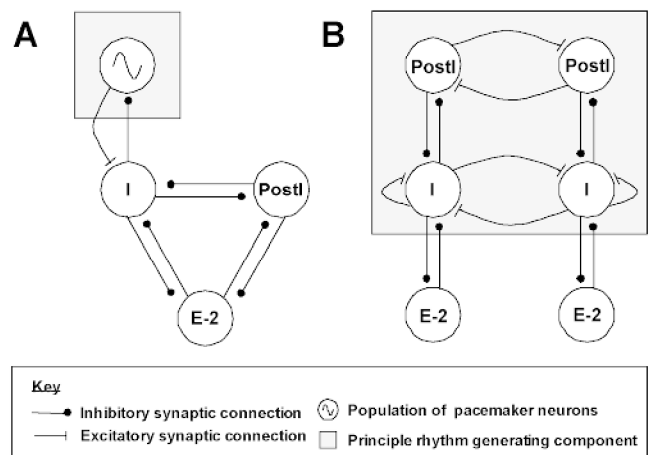 A
B
PostI
PostI
I
PostI
I
I
E-2
E-2
E-2
Key
Inhibitory synaptic connection
Population of pacemaker neurons
Excitatory synaptic connection
Principle rhythm generating component